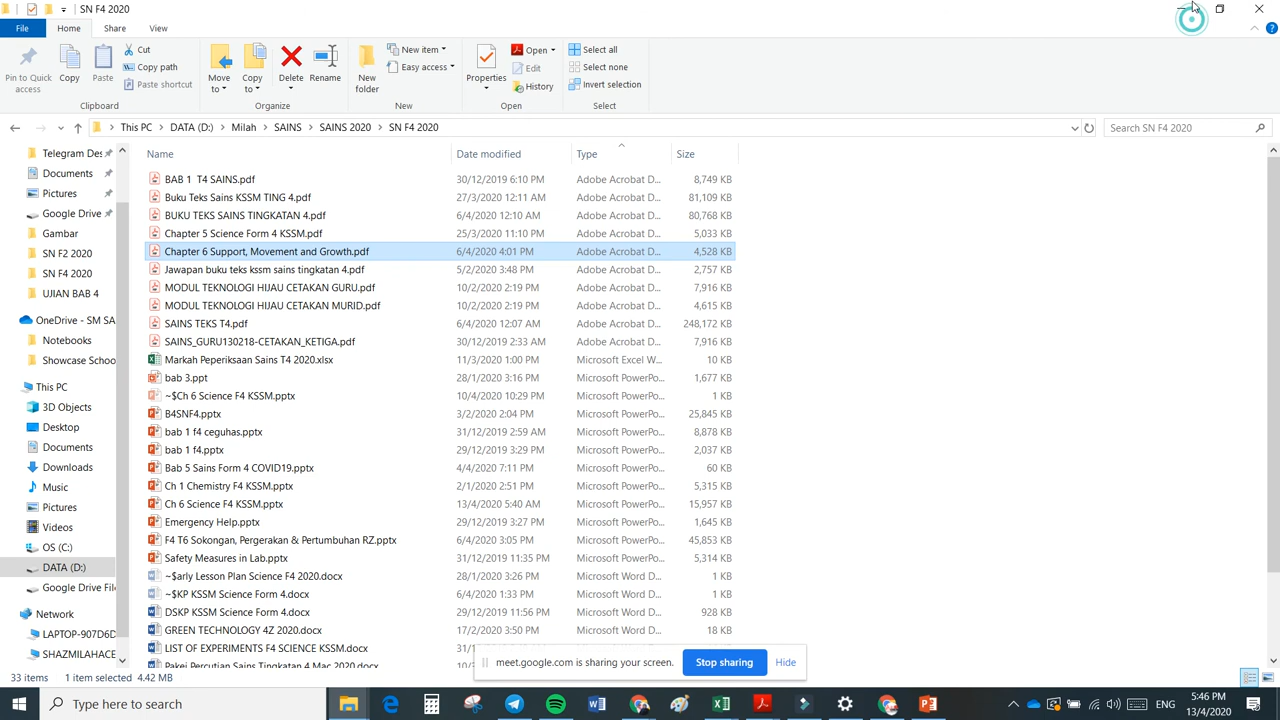 SN F4 2020
File Home Share View
Pin to Quick access
Copy
Paste
Cut
Copy path
Paste shortcut
Move to
Copy to
Delete
Rename
New folder
New item
Easy access
Properties
Open
Edit
History
Select all
Select none
Invert selection
Clipboard Organize New Open Select
This PC DATA (D:) Milah SAINS SAINS 2020 SN F4 2020
Search SN F4 2020
Telegram Des
Documents
Pictures
Google Drive
Gambar
SN F2 2020
SN F4 2020
UJIAN BAB 4
OneDrive - SM SA
Notebooks
Showcase Schoo
This PC
3D Objects
Desktop
Documents
Downloads
Music
Pictures
Videos
OS (C:)
DATA (D:)
Google Drive File
Network
LAPTOP-907D6D
SHAZMILAHACE
Name Date modified Type Size
BAB 1 T4 SAINS.pdf 30/12/2019 6:10 PM Adobe Acrobat D... 8,749 KB
Buku Teks Sains KSSM TING 4.pdf 27/3/2020 12:11 AM Adobe Acrobat D... 81,109 KB
BUKU TEKS SAINS TINGKATAN 4.pdf 6/4/2020 12:10 AM Adobe Acrobat D... 80,768 KB
Chapter 5 Science Form 4 KSSM.pdf 25/3/2020 11:10 PM Adobe Acrobat D... 5,033 KB
Chapter 6 Support, Movement and Growth.pdf 6/4/2020 4:01 PM Adobe Acrobat D... 4,528 KB
Jawapan buku teks kssm sains tingkatan 4.pdf 5/2/2020 3:48 PM Adobe Acrobat D... 2,757 KB
MODUL TEKNOLOGI HIJAU CETAKAN GURU.pdf 10/2/2020 2:19 PM Adobe Acrobat D... 7,916 KB
MODUL TEKNOLOGI HIJAU CETAKAN MURID.pdf 10/2/2020 2:19 PM Adobe Acrobat D... 4,615 KB
SAINS TEKS T4.pdf 6/4/2020 12:07 AM Adobe Acrobat D... 248,172 KB
SAINS_GURU130218-CETAKAN_KETIGA.pdf 30/12/2019 2:33 AM Adobe Acrobat D... 7,916 KB
Markah Peperiksaan Sains T4 2020.xlsx 11/3/2020 1:00 PM Microsoft Excel W... 10 KB
bab 3.ppt 28/1/2020 3:16 PM Microsoft PowerPo... 1,677 KB
~$Ch 6 Science F4 KSSM.pptx 10/4/2020 10:29 PM Microsoft PowerPo... 1 KB
B4SNF4.pptx 3/2/2020 2:04 PM Microsoft PowerPo... 25,845 KB
bab 1 f4 ceguhas.pptx 31/12/2019 2:59 AM Microsoft PowerPo... 8,878 KB
bab 1 f4.pptx 29/12/2019 3:29 PM Microsoft PowerPo... 2,037 KB
Bab 5 Sains Form 4 COVID19.pptx 4/4/2020 7:11 PM Microsoft PowerPo... 60 KB
Ch 1 Chemistry F4 KSSM.pptx 2/1/2020 2:51 PM Microsoft PowerPo... 5,315 KB
Ch 6 Science F4 KSSM.pptx 13/4/2020 5:40 AM Microsoft PowerPo... 15,957 KB
Emergency Help.pptx 29/12/2019 3:27 PM Microsoft PowerPo... 1,645 KB
F4 T6 Sokongan, Pergerakan & Pertumbuhan RZ.pptx 6/4/2020 3:05 PM Microsoft PowerPo... 45,853 KB
Safety Measures in Lab.pptx 31/12/2019 11:35 PM Microsoft PowerPo... 5,314 KB
~$arly Lesson Plan Science F4 2020.docx 28/1/2020 3:26 PM Microsoft Word D... 1 KB
~$KP KSSM Science Form 4.docx 6/4/2020 1:33 PM Microsoft Word D... 1 KB
DSKP KSSM Science Form 4.docx 29/12/2019 11:56 PM Microsoft Word D... 928 KB
GREEN TECHNOLOGY 4Z 2020.docx 17/2/2020 3:50 PM Microsoft Word D... 18 KB
LIST OF EXPERIMENTS F4 SCIENCE KSSM.docx
Pakej Percutian Sains Tingkatan 4 Mac 2020.docx
meet.google.com is sharing your screen. Stop sharing Hide
33 items 1 item selected 4.42 MB
Type here to search
ENG
5:46 PM
13/4/2020